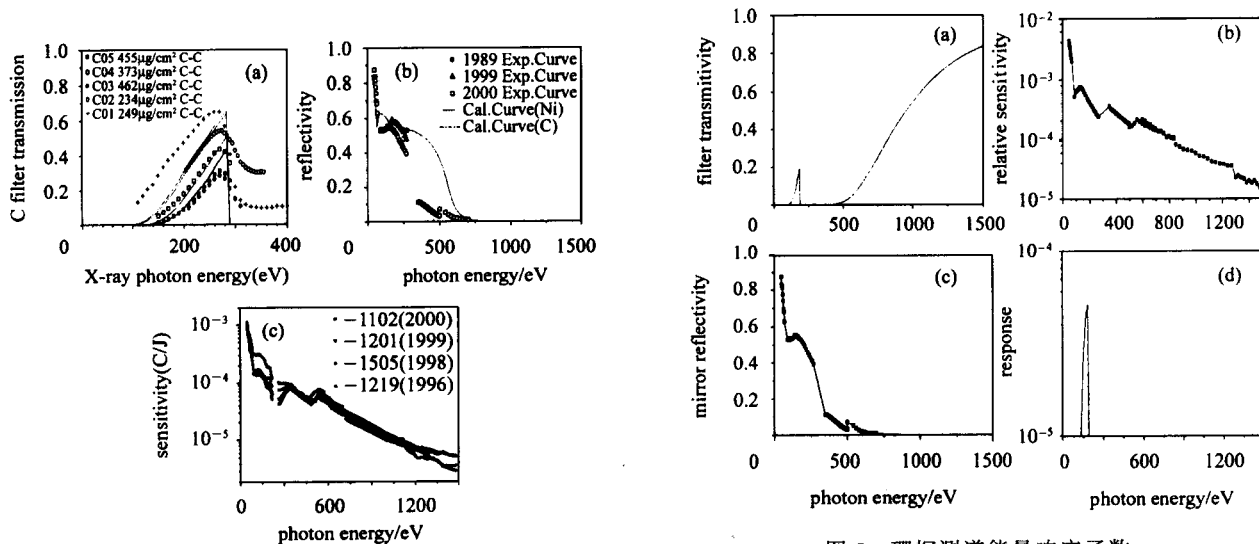 C filter transmission
1.0
0.8
0.6
0.4
0.2
0
200
400
C05 455μg/cm² C-C
C04 373μg/cm² C-C
C03 462μg/cm² C-C
C02 234μg/cm² C-C
C01 249μg/cm² C-C
(a)
X-ray photon energy(eV)
reflectivity
1.0
0.8
0.6
0.4
0.2
0
500
1000
1500
(b)
1989 Exp.Curve
1999 Exp.Curve
2000 Exp.Curve
Cal.Curve(Ni)
Cal.Curve(C)
photon energy/eV
sensitivity(C/J)
10⁻³
10⁻⁴
10⁻⁵
0
600
1200
(c)
−1102(2000)
−1201(1999)
−1505(1998)
−1219(1996)
photon energy/eV
filter transmitivity
1.0
0.8
0.6
0.4
0.2
0
500
1000
1500
(a)
relative sensitivity
10⁻²
10⁻³
10⁻⁴
10⁻⁵
0
400
800
1200
(b)
mirror reflectivity
1.0
0.8
0.6
0.4
0.2
0
500
1000
1500
(c)
photon energy/eV
response
10⁻⁴
10⁻⁵
0
600
1200
(d)
photon energy/eV